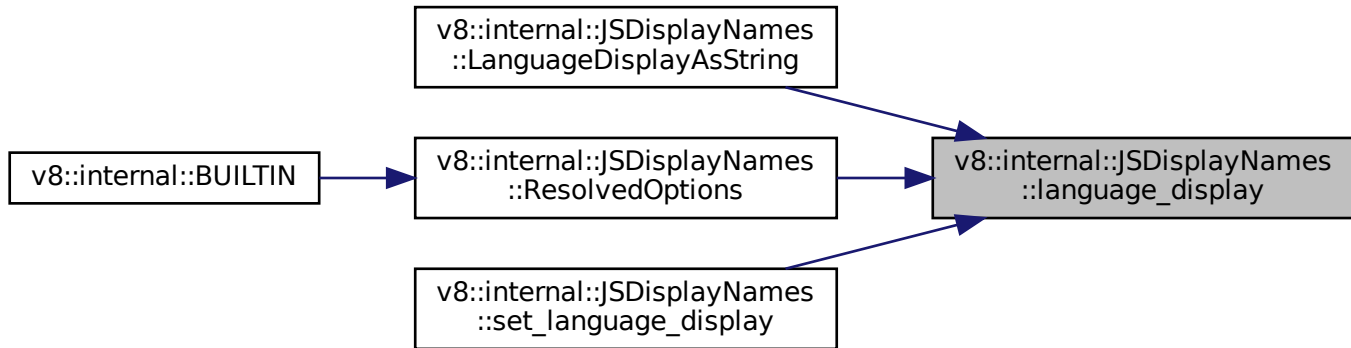 v8::internal::JSDisplayNames
::LanguageDisplayAsString
v8::internal::BUILTIN
v8::internal::JSDisplayNames
::ResolvedOptions
v8::internal::JSDisplayNames
::language_display
v8::internal::JSDisplayNames
::set_language_display